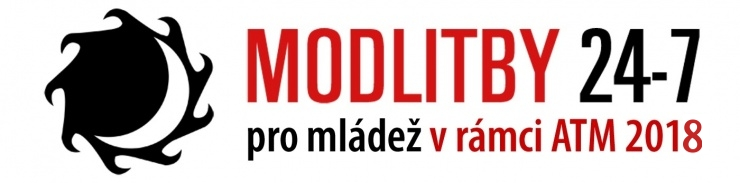 MODLITBY 24-7
pro mládež v rámci ATM 2018